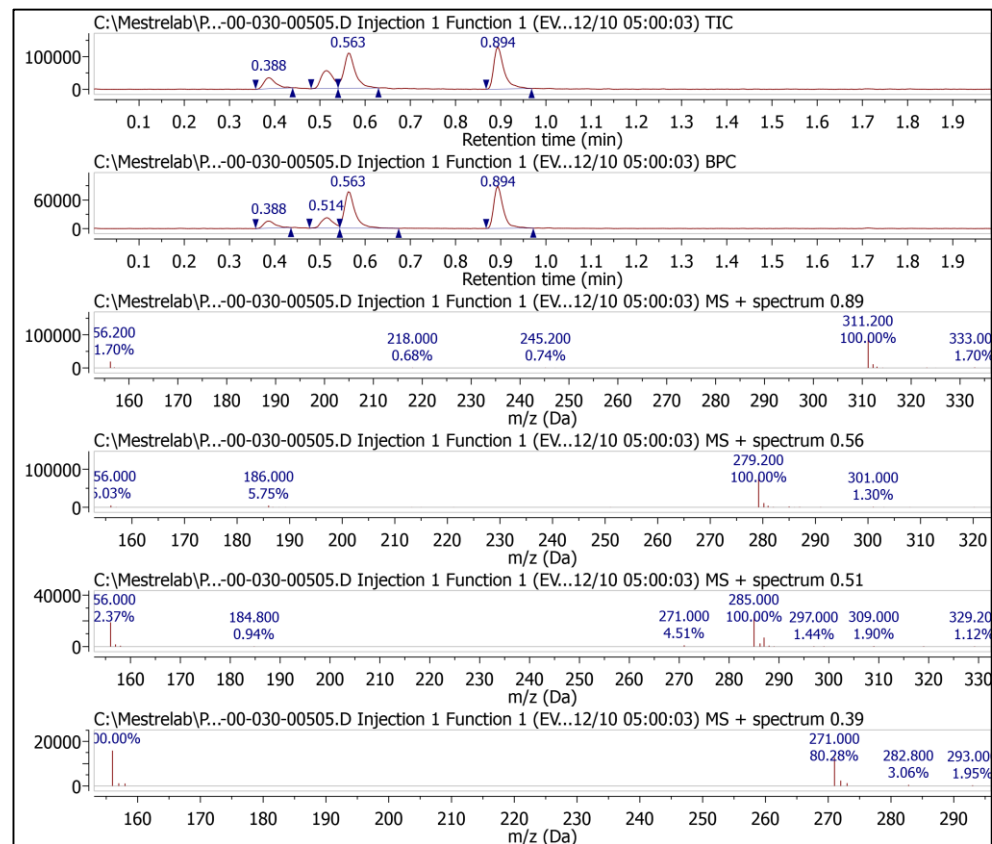 C:\Mestrelab\P...-00-030-00505.D Injection 1 Function 1 (EV...12/10 05:00:03) TIC
100000
0
0.388
0.563
0.894
0.1 0.2 0.3 0.4 0.5 0.6 0.7 0.8 0.9 1.0 1.1 1.2 1.3 1.4 1.5 1.6 1.7 1.8 1.9
Retention time (min)
C:\Mestrelab\P...-00-030-00505.D Injection 1 Function 1 (EV...12/10 05:00:03) BPC
60000
0
0.388
0.514
0.563
0.894
0.1 0.2 0.3 0.4 0.5 0.6 0.7 0.8 0.9 1.0 1.1 1.2 1.3 1.4 1.5 1.6 1.7 1.8 1.9
Retention time (min)
C:\Mestrelab\P...-00-030-00505.D Injection 1 Function 1 (EV...12/10 05:00:03) MS + spectrum 0.89
100000
0
56.200 218.000 245.200 311.200 333.00
1.70% 0.68% 0.74% 100.00% 1.70%
160 170 180 190 200 210 220 230 240 250 260 270 280 290 300 310 320 330
m/z (Da)
C:\Mestrelab\P...-00-030-00505.D Injection 1 Function 1 (EV...12/10 05:00:03) MS + spectrum 0.56
100000
0
56.000 186.000 279.200 301.000
.03% 5.75% 100.00% 1.30%
160 170 180 190 200 210 220 230 240 250 260 270 280 290 300 310 320
m/z (Da)
C:\Mestrelab\P...-00-030-00505.D Injection 1 Function 1 (EV...12/10 05:00:03) MS + spectrum 0.51
40000
0
56.000 184.800 271.000 285.000 297.000 309.000 329.20
2.37% 0.94% 4.51% 100.00% 1.44% 1.90% 1.12%
160 170 180 190 200 210 220 230 240 250 260 270 280 290 300 310 320 330
m/z (Da)
C:\Mestrelab\P...-00-030-00505.D Injection 1 Function 1 (EV...12/10 05:00:03) MS + spectrum 0.39
20000
0
00.00% 271.000 282.800 293.00
80.28% 3.06% 1.95%
160 170 180 190 200 210 220 230 240 250 260 270 280 290
m/z (Da)